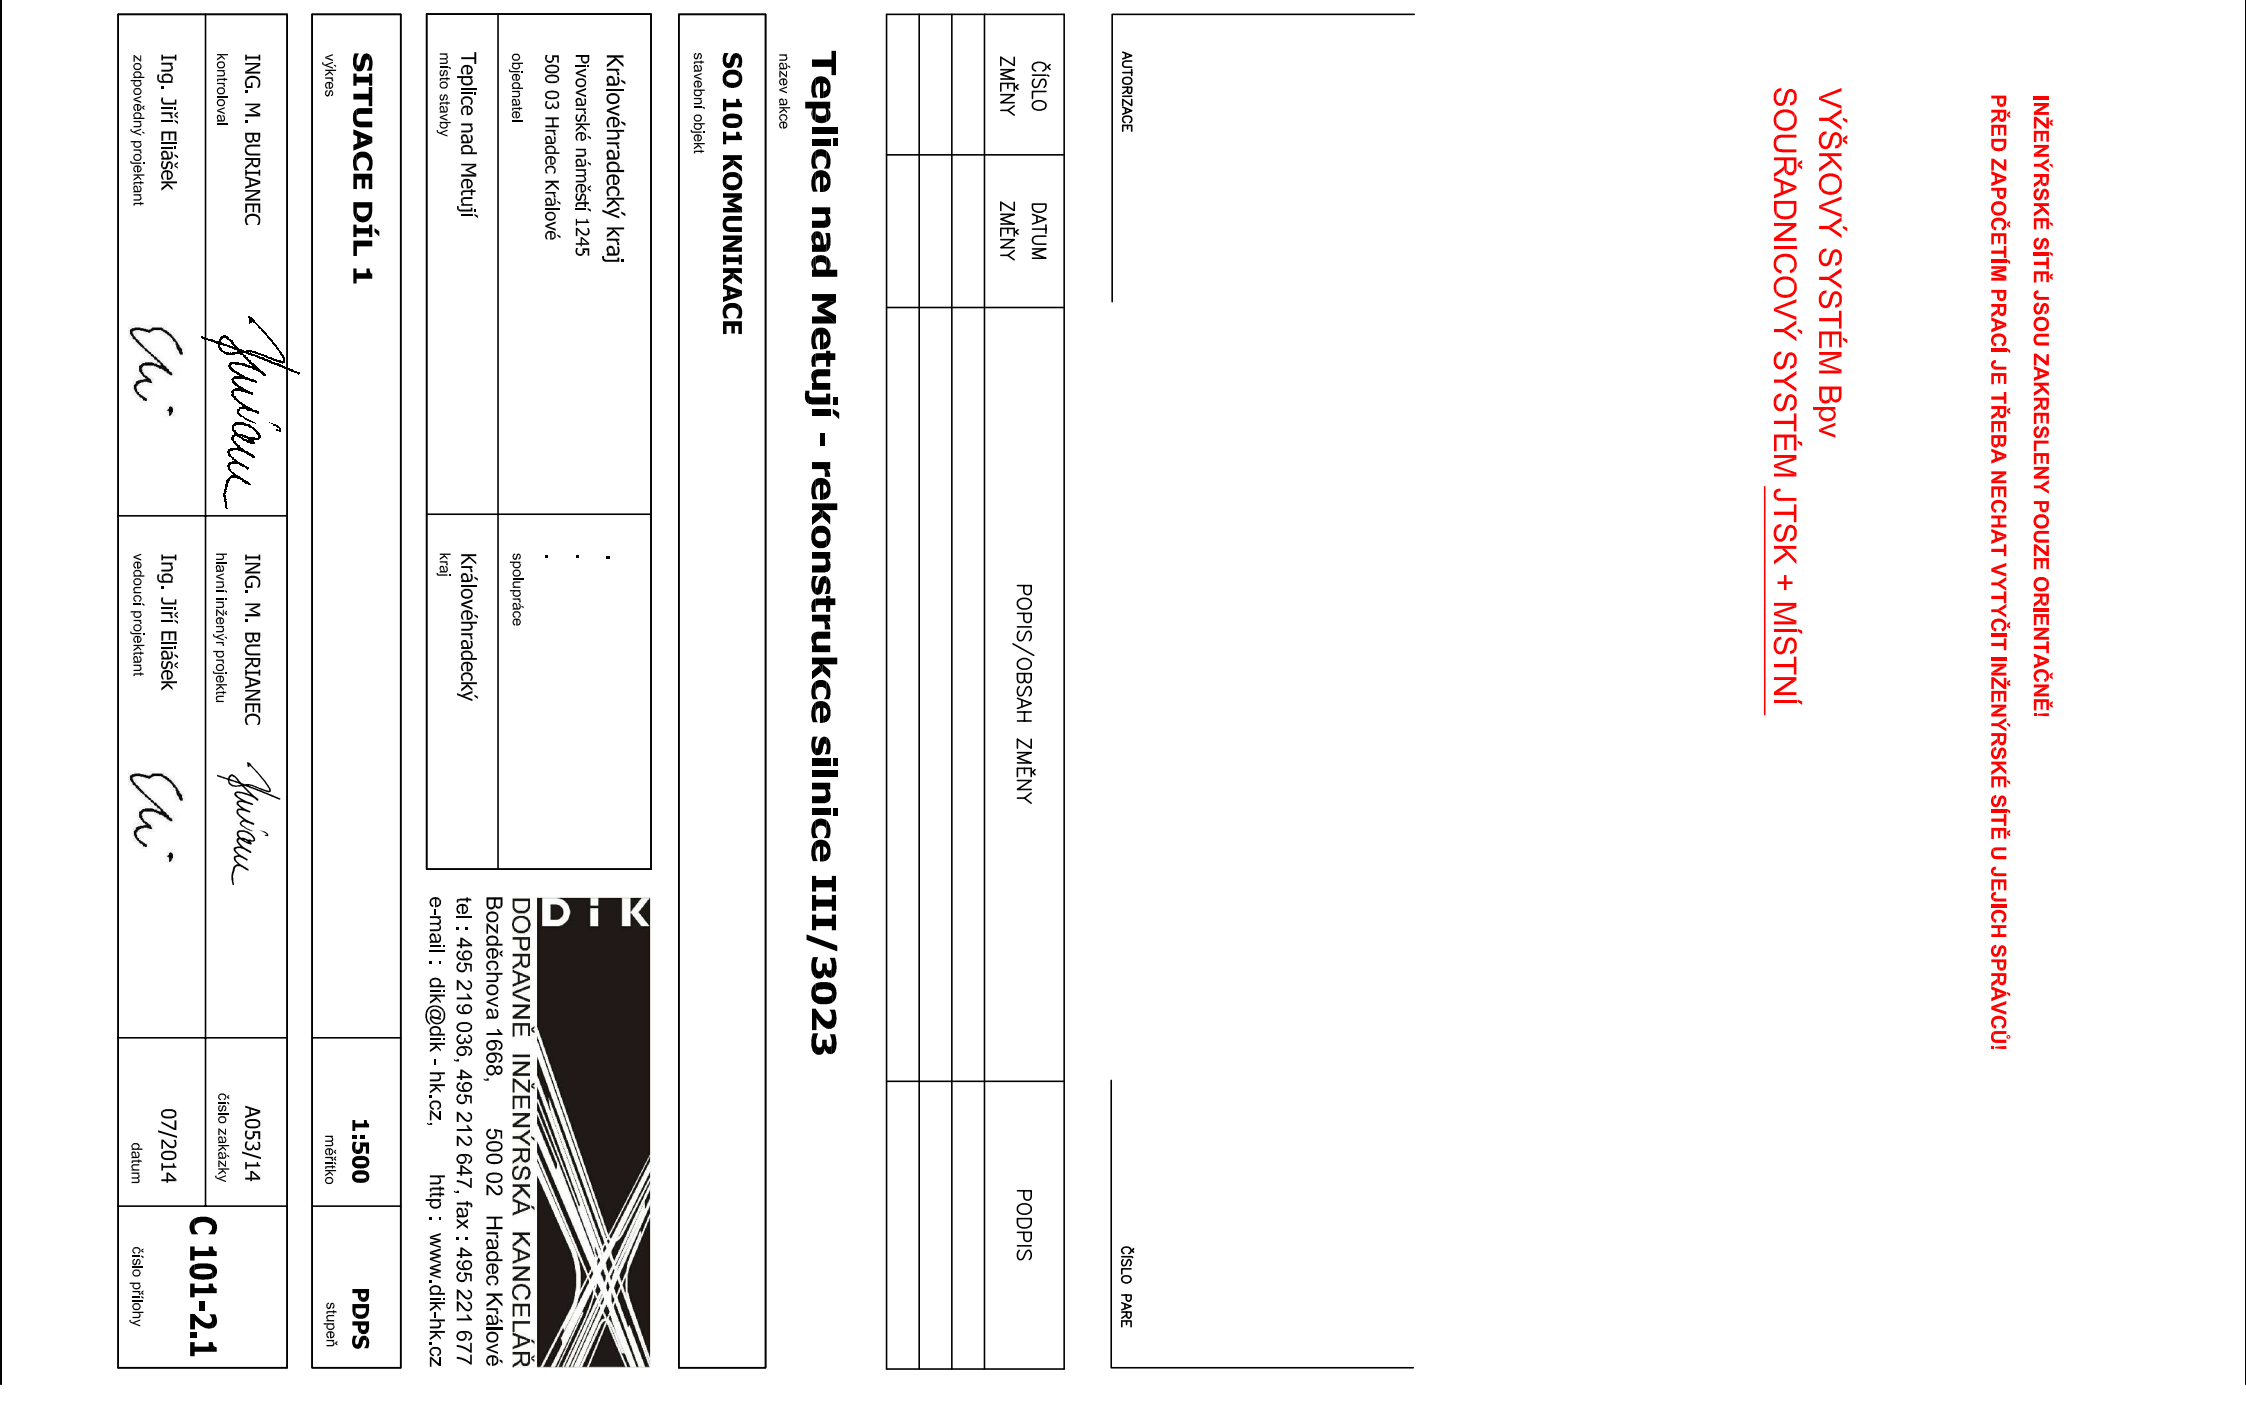 INŽENÝRSKÉ SÍTĚ JSOU ZAKRESLENY POUZE ORIENTAČNĚ!
PŘED ZAPOČETÍM PRACÍ JE TŘEBA NECHAT VYTYČIT INŽENÝRSKÉ SÍTĚ U JEJICH SPRÁVCŮ!
VÝŠKOVÝ SYSTÉM Bpv
SOUŘADNICOVÝ SYSTÉM JTSK + MÍSTNÍ
AUTORIZACE
ČÍSLO PARE
ČÍSLO ZMĚNY
DATUM ZMĚNY
POPIS/OBSAH ZMĚNY
PODPIS
Teplice nad Metují - rekonstrukce silnice III/3023
název akce
SO 101 KOMUNIKACE
stavební objekt
Královéhradecký kraj
Pivovarské náměstí 1245
500 03 Hradec Králové
objednatel
.
.
.
spolupráce
Teplice nad Metují
místo stavby
Královéhradecký
kraj
DiK
DOPRAVNĚ INŽENÝRSKÁ KANCELÁŘ
Bozděchova 1668, 500 02 Hradec Králové
tel : 495 219 036, 495 212 647, fax : 495 221 677
e-mail : dik@dik - hk.cz, http : www.dik-hk.cz
SITUACE DÍL 1
výkres
1:500
měřítko
PDPS
stupeň
ING. M. BURIANEC
kontroloval
ING. M. BURIANEC
hlavní inženýr projektu
A053/14
číslo zakázky
Ing. Jiří Eliášek
zodpovědný projektant
Ing. Jiří Eliášek
vedoucí projektant
07/2014
datum
C 101-2.1
číslo přílohy